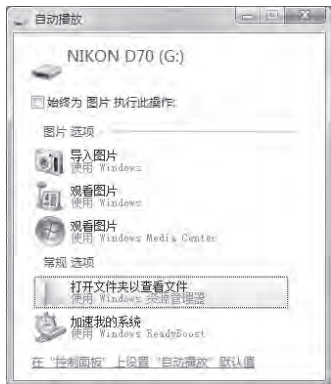 自动播放
NIKON D70 (G:)
始终为 图片 执行此操作:
图片 选项
导入图片
使用 Windows
观看图片
使用 Windows
观看图片
使用 Windows Media Center
常规 选项
打开文件夹以查看文件
使用 Windows 资源管理器
加速我的系统
使用 Windows ReadyBoost
在 "控制面板" 上设置 "自动播放" 默认值